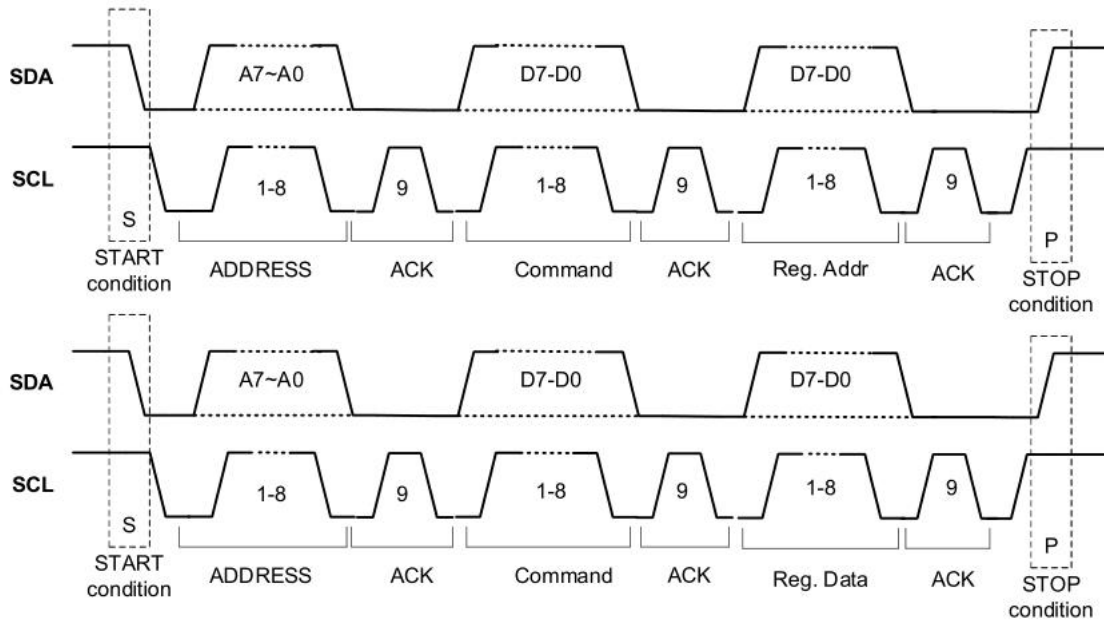 SDA
A7~A0
D7-D0
D7-D0
SCL
1-8
9
1-8
9
1-8
9
S
P
START
condition
ADDRESS
ACK
Command
ACK
Reg. Addr
ACK
STOP
condition
SDA
A7~A0
D7-D0
D7-D0
SCL
1-8
9
1-8
9
1-8
9
S
P
START
condition
ADDRESS
ACK
Command
ACK
Reg. Data
ACK
STOP
condition